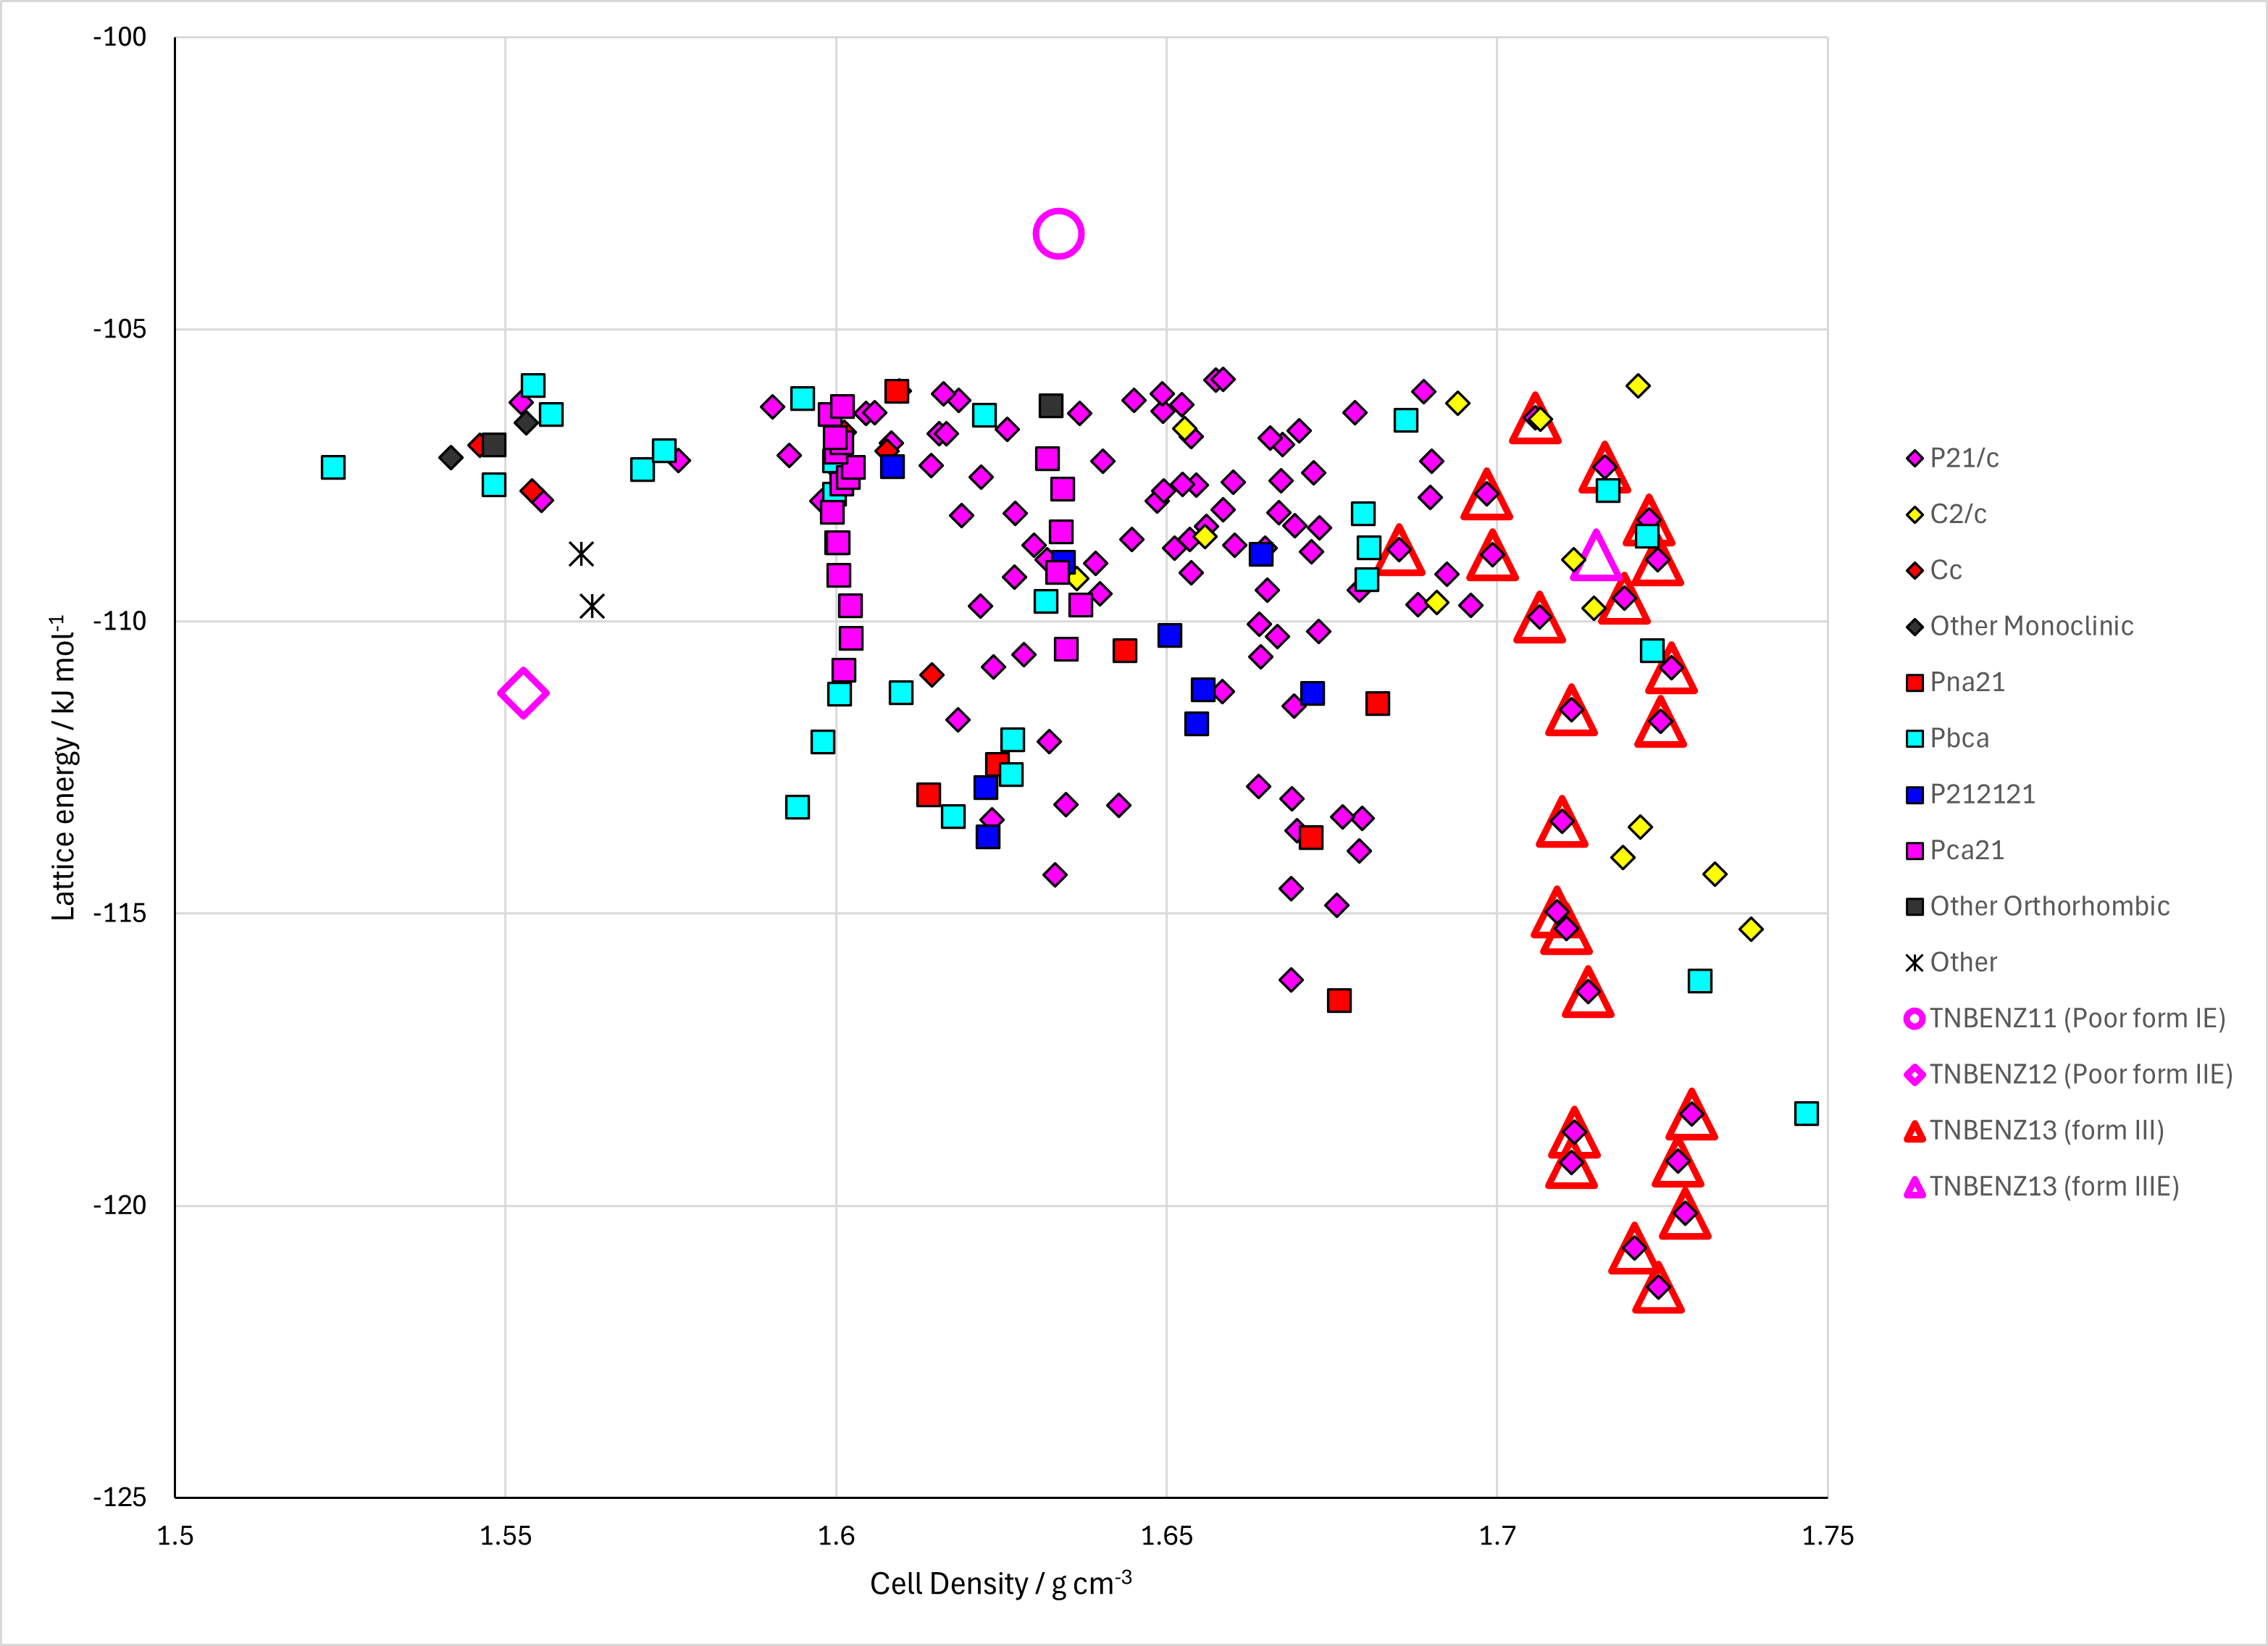 -100
-105
-110
-115
-120
-125
Lattice energy / kJ mol⁻¹
1.5 1.55 1.6 1.65 1.7 1.75
Cell Density / g cm⁻³
P21/c
C2/c
Cc
Other Monoclinic
Pna21
Pbca
P212121
Pca21
Other Orthorhombic
Other
TNBENZ11 (Poor form IE)
TNBENZ12 (Poor form IIE)
TNBENZ13 (form III)
TNBENZ13 (form IIIE)